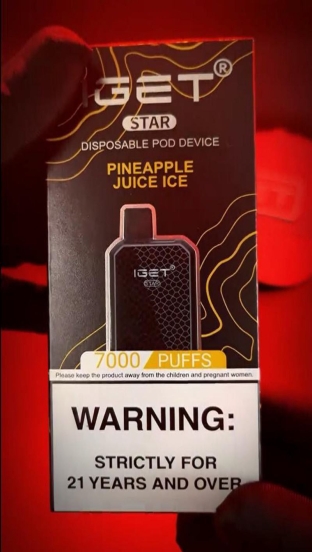 IGET®
STAR
DISPOSABLE POD DEVICE
PINEAPPLE
JUICE ICE
IGET®
STAR
7000 PUFFS
Please keep the product away from the children and pregnant women.
WARNING:
STRICTLY FOR
21 YEARS AND OVER